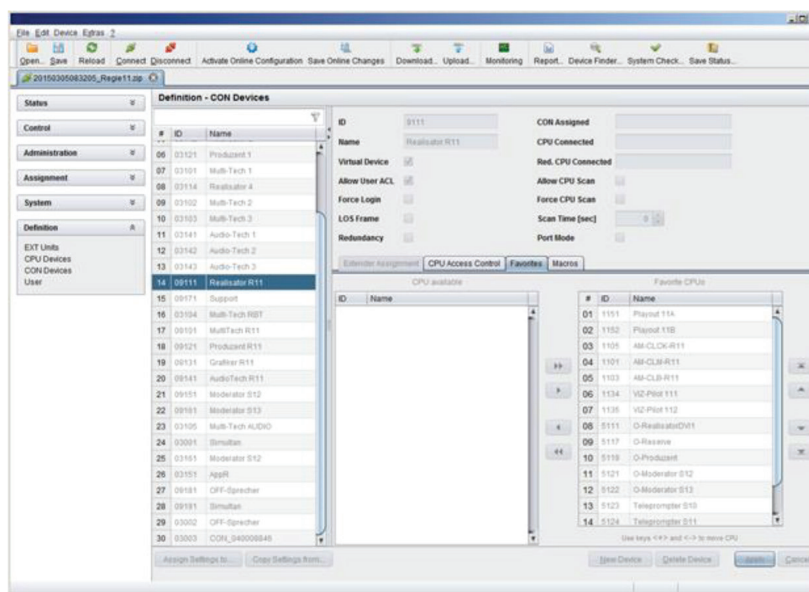 File Edit Device Extras ?
Open... Save Reload Connect Disconnect Activate Online Configuration Save Online Changes Download... Upload... Monitoring Report... Device Finder... System Check... Save Status...
20150305083205_Regie11.zip
Status
Control
Administration
Assignment
System
Definition
EXT Units
CPU Devices
CON Devices
User
Definition - CON Devices
# ID Name
06 03121 Produzent 1
07 03101 Multi-Tech 1
08 03114 Realisator 4
09 03102 Multi-Tech 2
10 03103 Multi-Tech 3
11 03141 Audio-Tech 1
12 03142 Audio-Tech 2
13 03143 Audio-Tech 3
14 09111 Realisator R11
15 09171 Support
16 03104 Multi-Tech RBT
17 09101 MultiTech R11
18 09121 Produzent R11
19 09131 Grafiker R11
20 09141 AudioTech R11
21 09151 Moderator S12
22 09161 Moderator S13
23 03105 Multi-Tech AUDIO
24 03001 Simultan
25 03161 Moderator S12
26 03151 AppR
27 09181 OFF-Sprecher
28 09191 Simultan
29 03002 OFF-Sprecher
30 03003 CON_040008846
Assign Settings to... Copy Settings from...
ID 9111
Name Realisator R11
Virtual Device
Allow User ACL
Force Login
LOS Frame
Redundancy
CON Assigned
CPU Connected
Red. CPU Connected
Allow CPU Scan
Force CPU Scan
Scan Time [sec] 0
Port Mode
Extender Assignment CPU Access Control Favorites Macros
CPU available
ID Name
Favorite CPUs
# ID Name
01 1151 Playout 11A
02 1152 Playout 11B
03 1105 AM-CLCK-R11
04 1101 AM-CLM-R11
05 1103 AM-CLB-R11
06 1134 VIZ-Pilot 111
07 1135 VIZ-Pilot 112
08 5111 O-RealisatorDVI1
09 5117 O-Reserve
10 5119 O-Produzent
11 5121 O-Moderator S12
12 5122 O-Moderator S13
13 5123 Teleprompter S10
14 5124 Teleprompter S11
Use keys <+> and <-> to move CPU
New Device Delete Device Apply Cancel